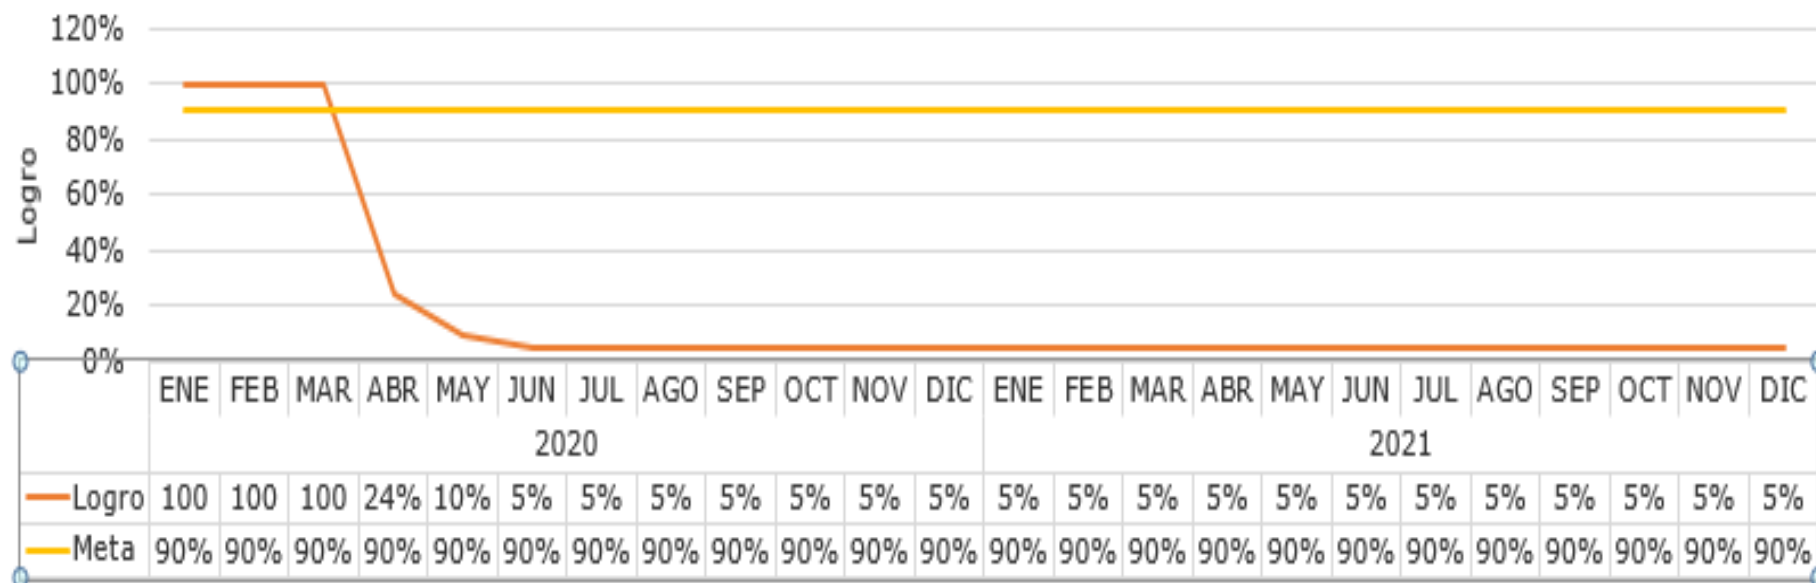 120%
100%
80%
60%
40%
20%
0%
Logro
ENE FEB MAR ABR MAY JUN JUL AGO SEP OCT NOV DIC ENE FEB MAR ABR MAY JUN JUL AGO SEP OCT NOV DIC
2020 2021
Logro 100 100 100 24% 10% 5% 5% 5% 5% 5% 5% 5% 5% 5% 5% 5% 5% 5% 5% 5% 5% 5% 5% 5%
Meta 90% 90% 90% 90% 90% 90% 90% 90% 90% 90% 90% 90% 90% 90% 90% 90% 90% 90% 90% 90% 90% 90% 90% 90%